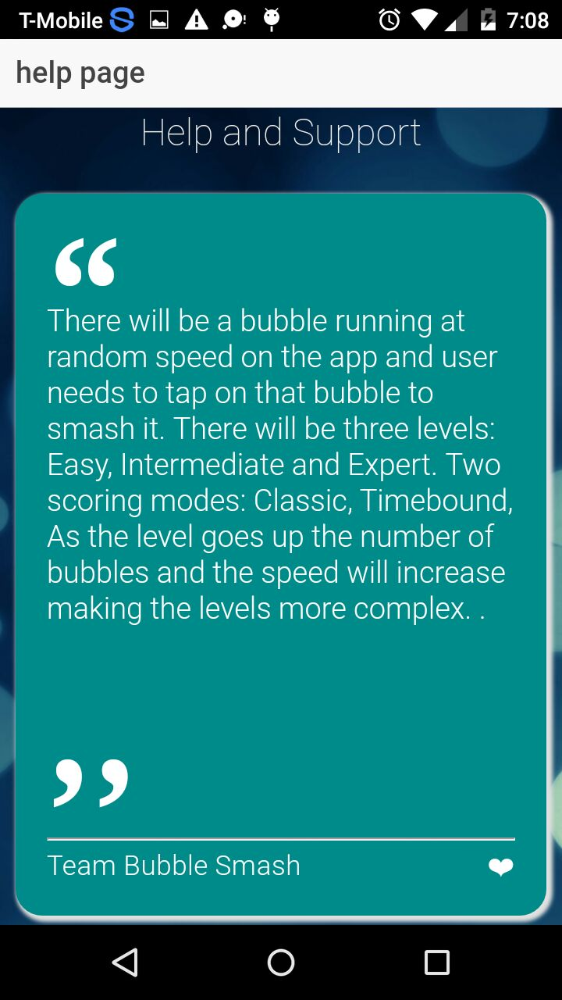 T-Mobile 7:08
help page
Help and Support
“
There will be a bubble running at
random speed on the app and user
needs to tap on that bubble to
smash it. There will be three levels:
Easy, Intermediate and Expert. Two
scoring modes: Classic, Timebound,
As the level goes up the number of
bubbles and the speed will increase
making the levels more complex. .
”
Team Bubble Smash ❤